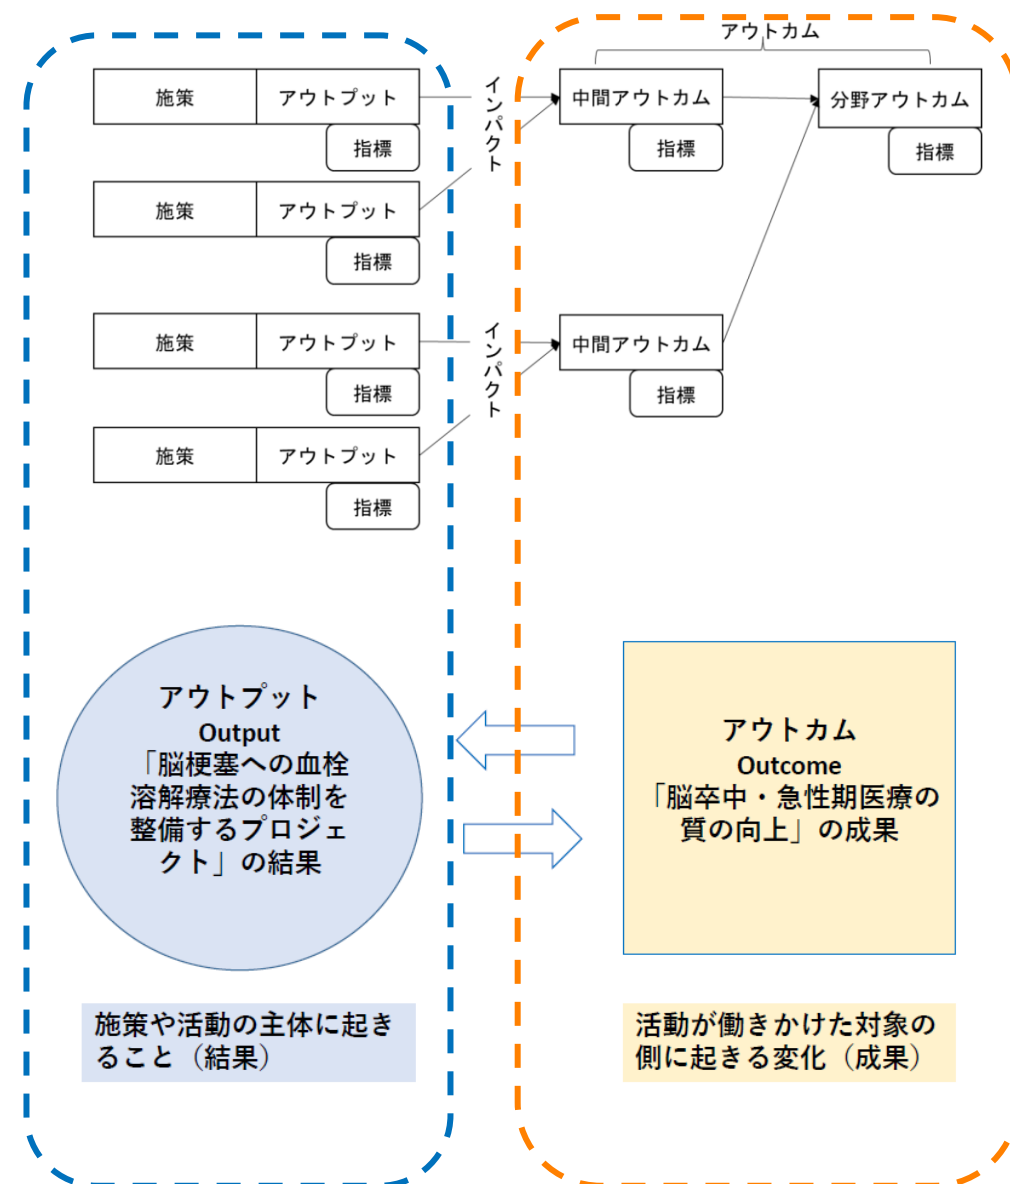 アウトカム
施策 アウトプット
指標
インパクト
中間アウトカム
指標
分野アウトカム
指標
施策 アウトプット
指標
施策 アウトプット
指標
インパクト
中間アウトカム
指標
施策 アウトプット
指標
アウトプット
Output
「脳梗塞への血栓
溶解療法の体制を
整備するプロジェ
クト」の結果
アウトカム
Outcome
「脳卒中・急性期医療の
質の向上」の成果
施策や活動の主体に起き
ること（結果）
活動が働きかけた対象の
側に起きる変化（成果）